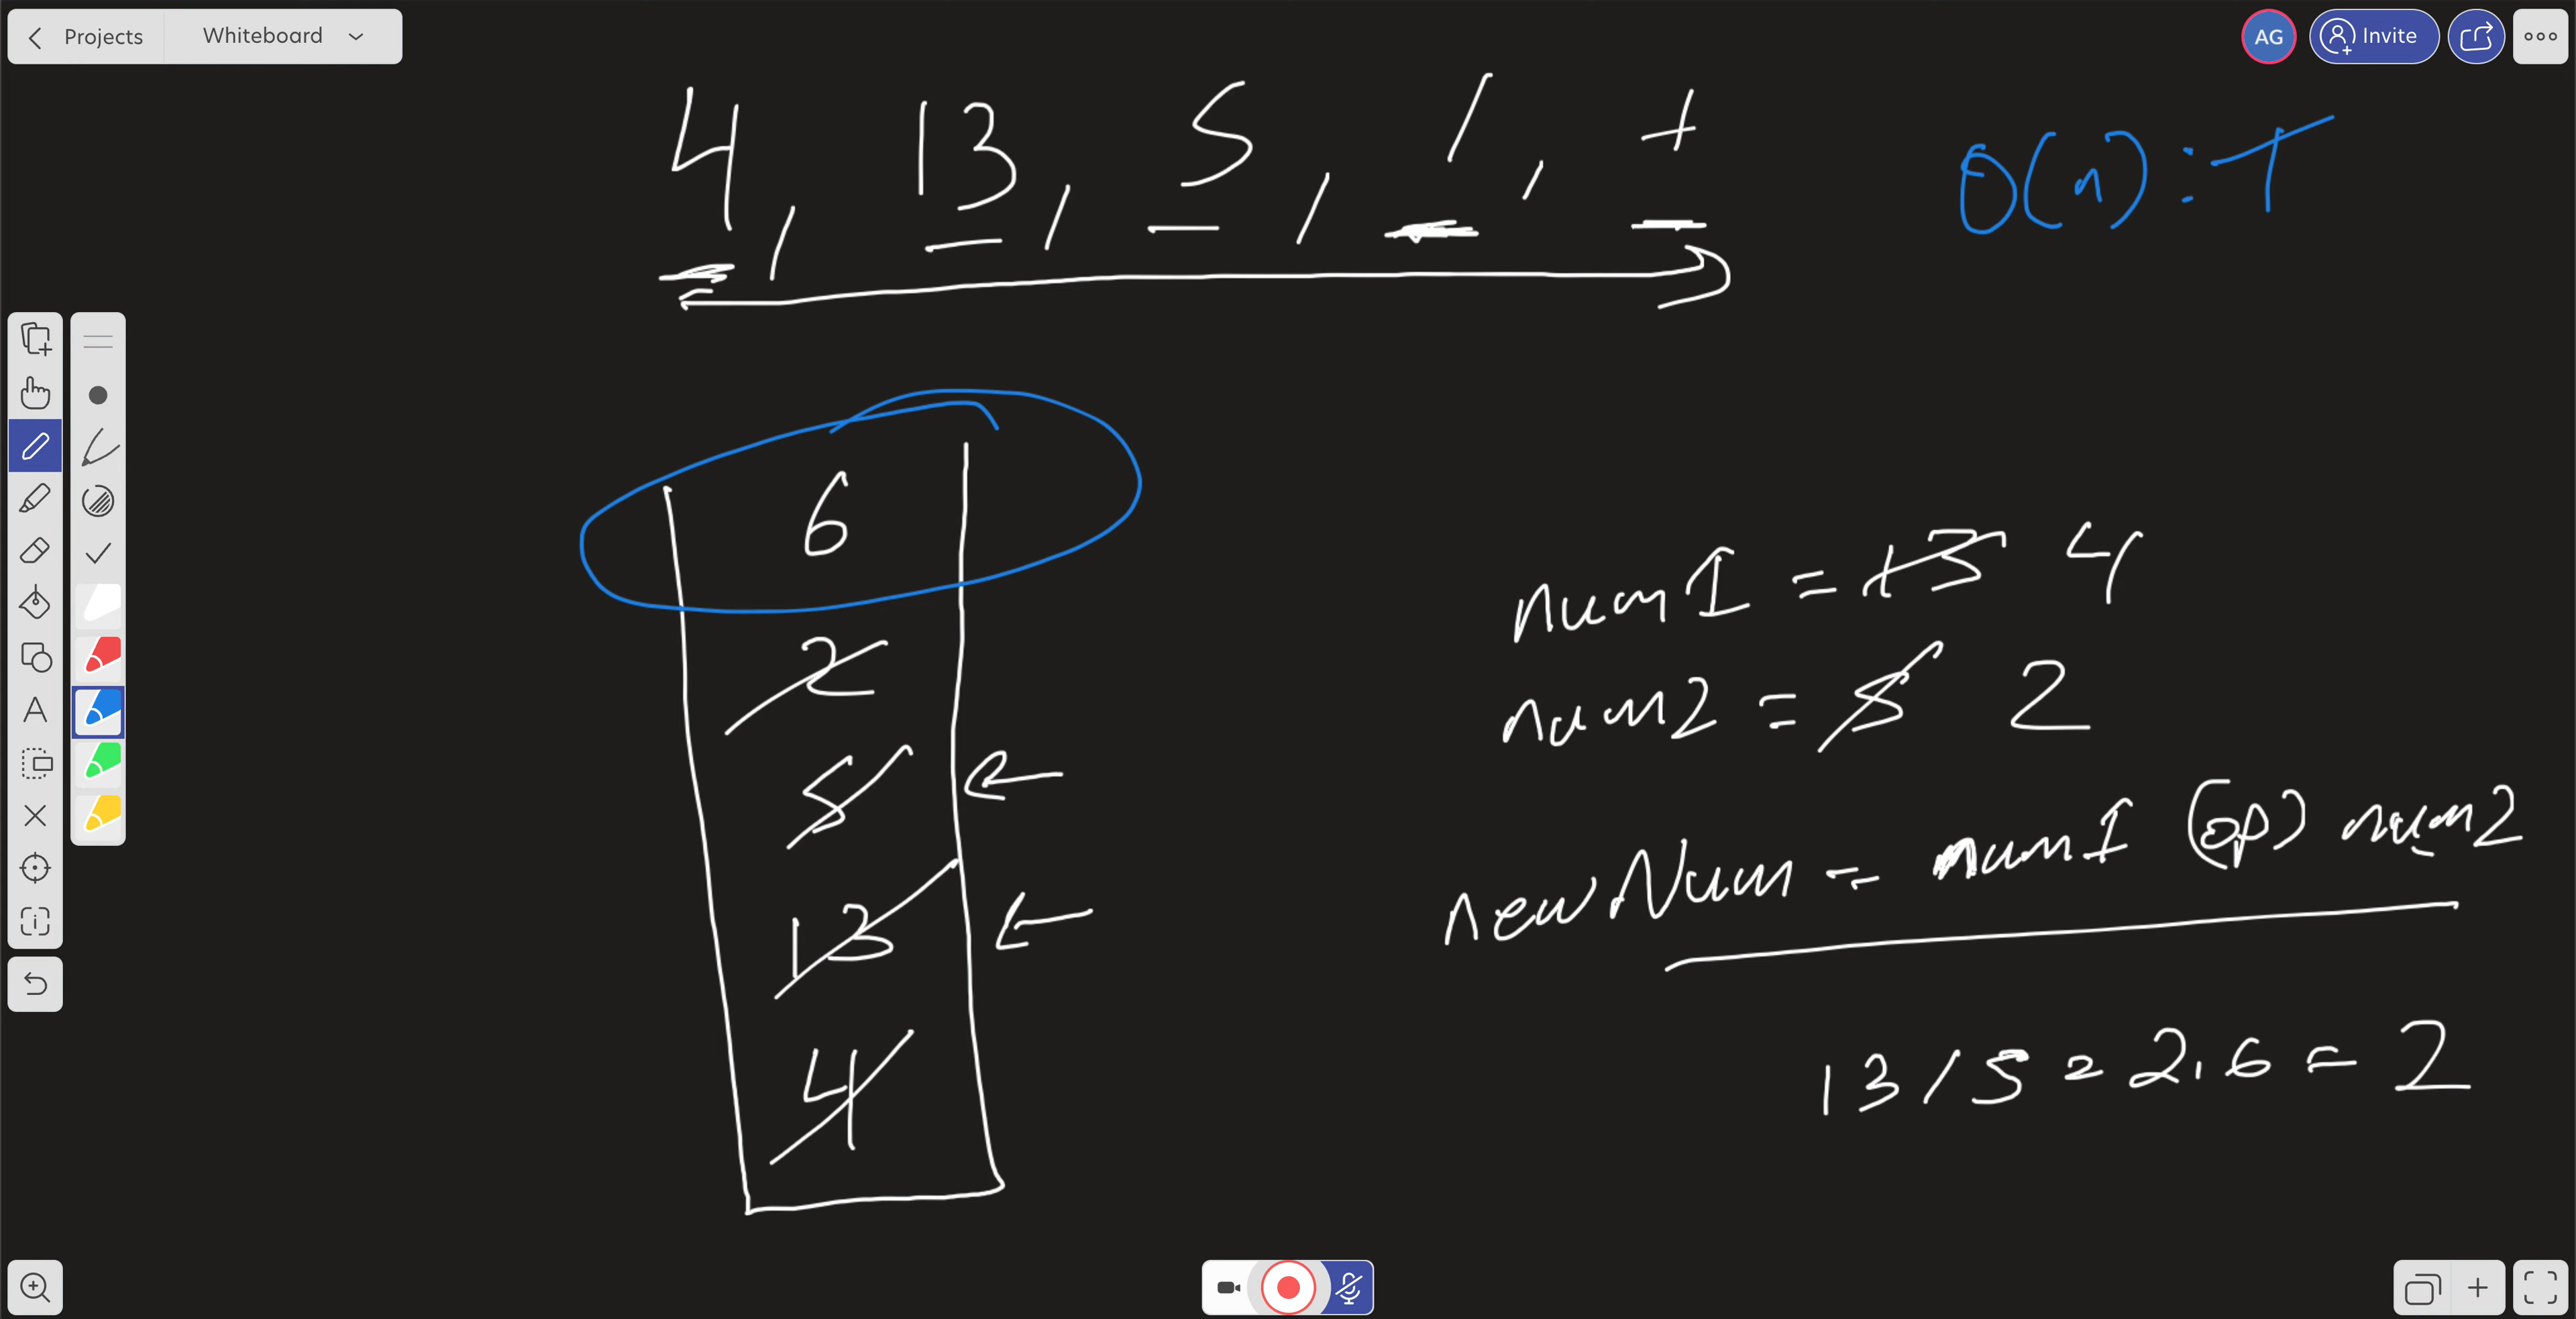 Projects Whiteboard
AG Invite
4, 13, 5, /, +
O(n): T
6
2
5
13
4
num1 = 13 4
num2 = 5 2
newNum = num1 (op) num2
13/5 = 2.6 = 2
A